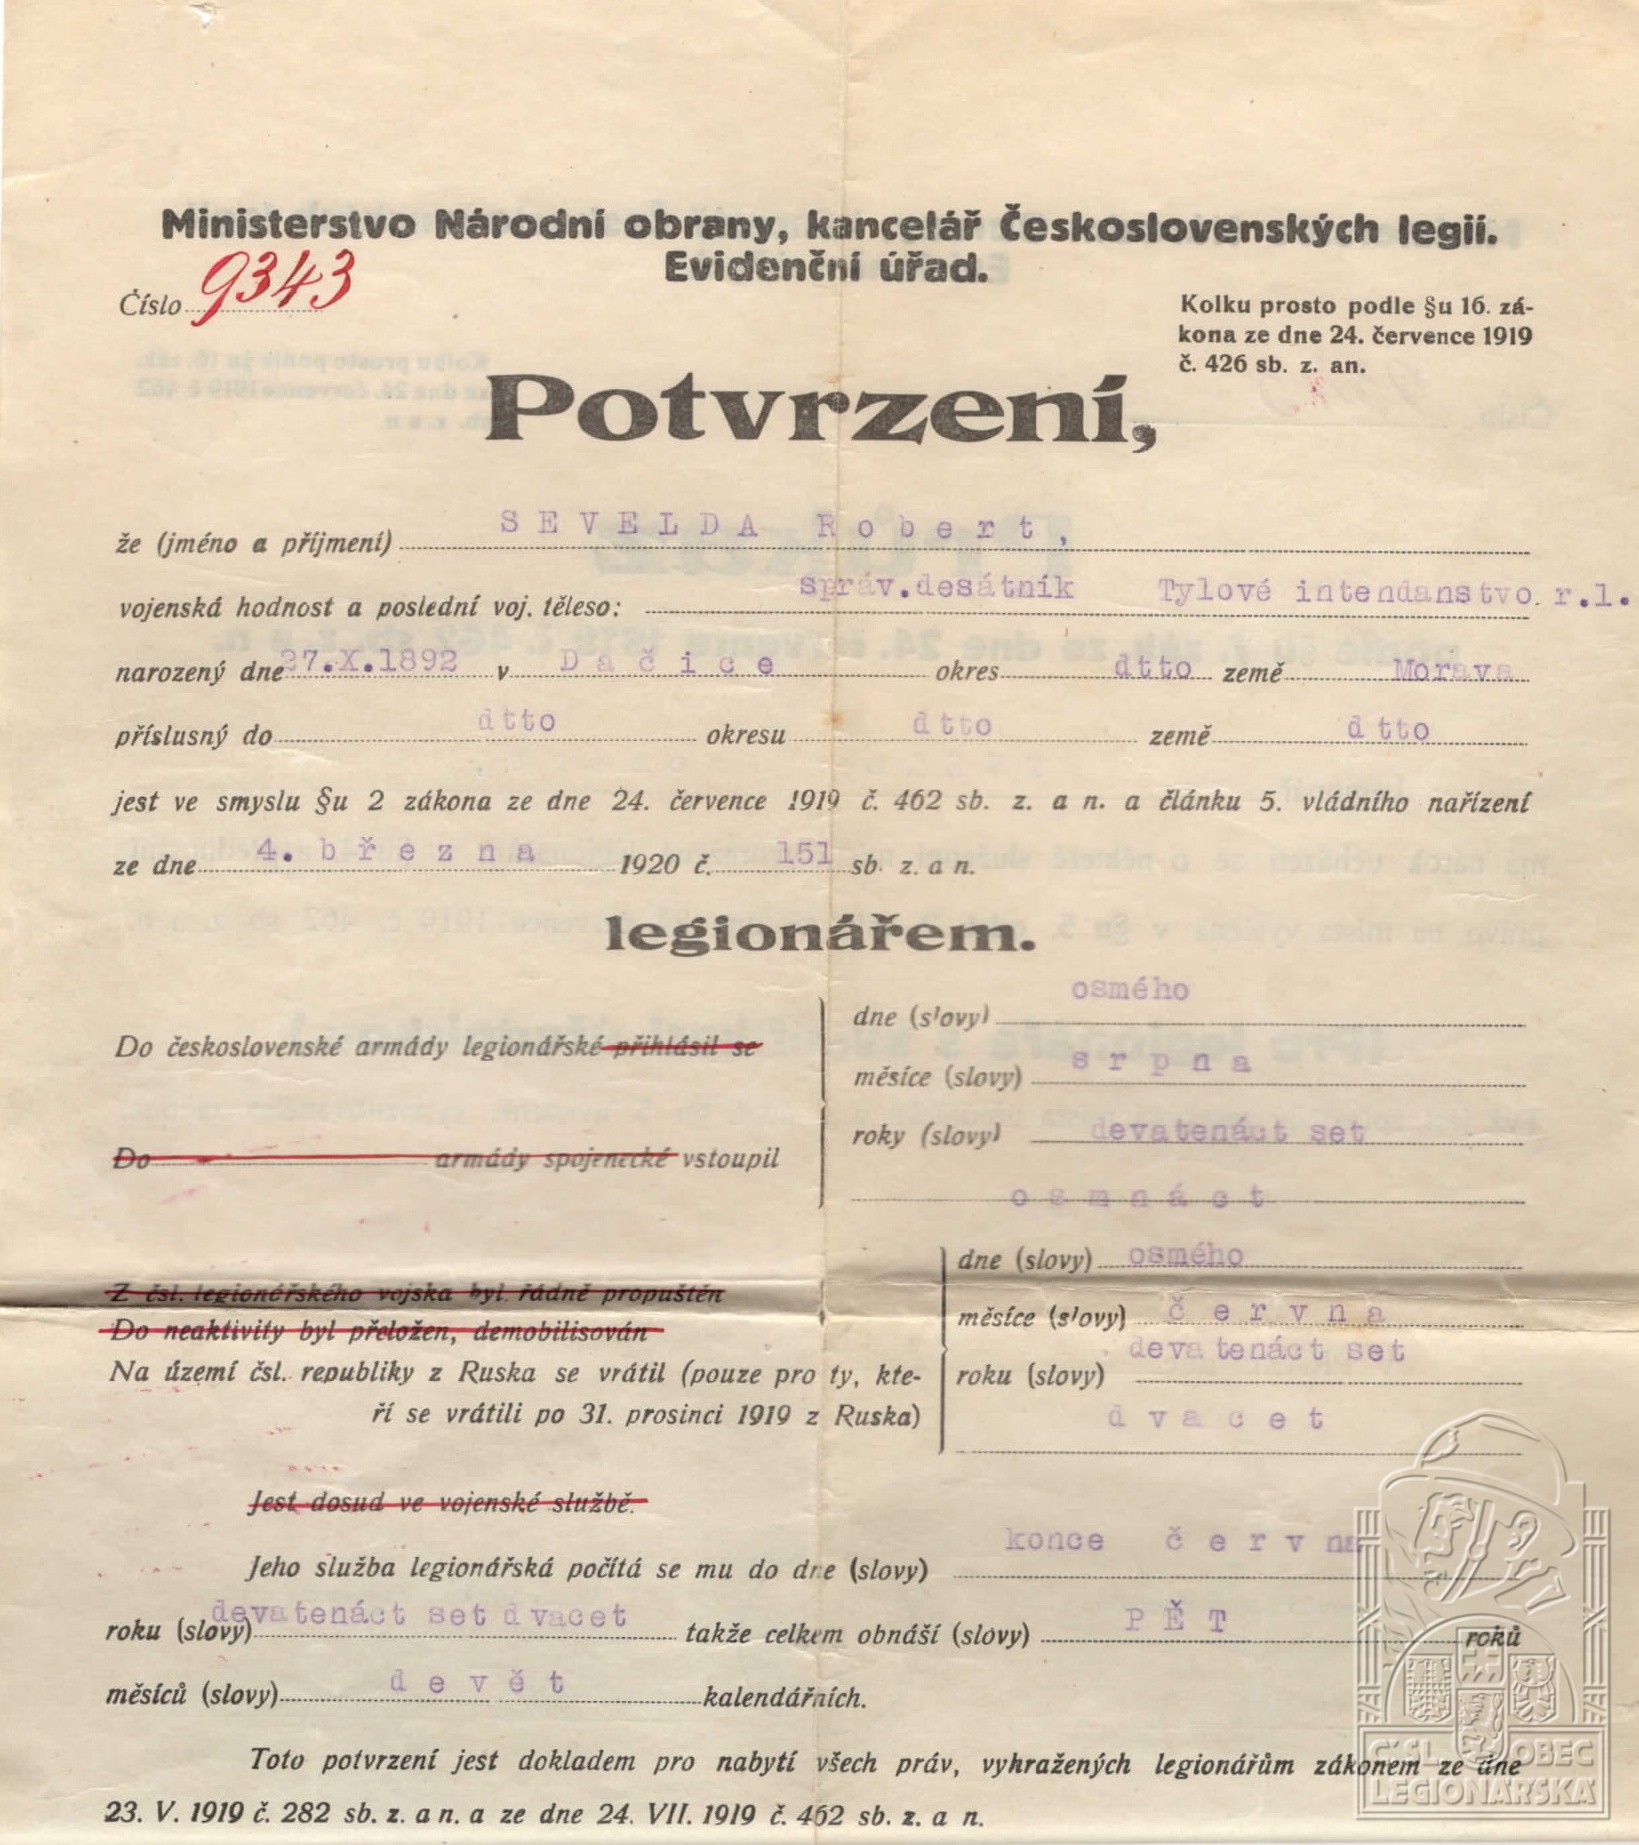 Ministerstvo Národní obrany, kancelář Československých legií.
Evidenční úřad.
Číslo 9343
Kolku prosto podle §u 16. zá-
kona ze dne 24. července 1919
č. 426 sb. z. an.
Potvrzení,
že (jméno a příjmení) SEVELDA Robert,
vojenská hodnost a poslední voj. těleso: správ.desátník Tylové intendanstvo. r.l.
narozený dne 27.X.1892 v Dačice okres dtto země Morava
příslusný do dtto okresu dtto země dtto
jest ve smyslu §u 2 zákona ze dne 24. července 1919 č. 462 sb. z. a n. a článku 5. vládního nařízení
ze dne 4. března 1920 č. 151 sb. z. a n.
legionářem.
Do československé armády legionářské přihlásil se
Do armády spojenecké vstoupil
dne (slovy) osmého
měsíce (slovy) srpna
roky (slovy) devatenáct set
osmnáct
Z čsl. legionářského vojska byl řádně propuštěn
Do neaktivity byl přeložen, demobilisován
Na území čsl. republiky z Ruska se vrátil (pouze pro ty, kte-
ří se vrátili po 31. prosinci 1919 z Ruska)
dne (slovy) osmého
měsíce (slovy) června
roku (slovy) devatenáct set
dvacet
Jest dosud ve vojenské službě.
Jeho služba legionářská počítá se mu do dne (slovy) konce června
roku (slovy) devatenáct set dvacet takže celkem obnáší (slovy) PĚT roků
měsíců (slovy) devět kalendářních.
Toto potvrzení jest dokladem pro nabytí všech práv, vyhražených legionářům zákonem ze dne
23. V. 1919 č. 282 sb. z. a n. a ze dne 24. VII. 1919 č. 462 sb. z. a n.
ČSL. OBEC
LEGIONÁŘSKÁ